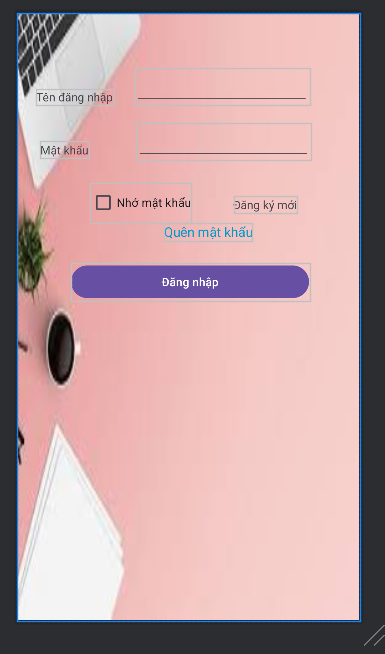 Tên đăng nhập
Mật khẩu
Nhớ mật khẩu
Đăng ký mới
Quên mật khẩu
Đăng nhập